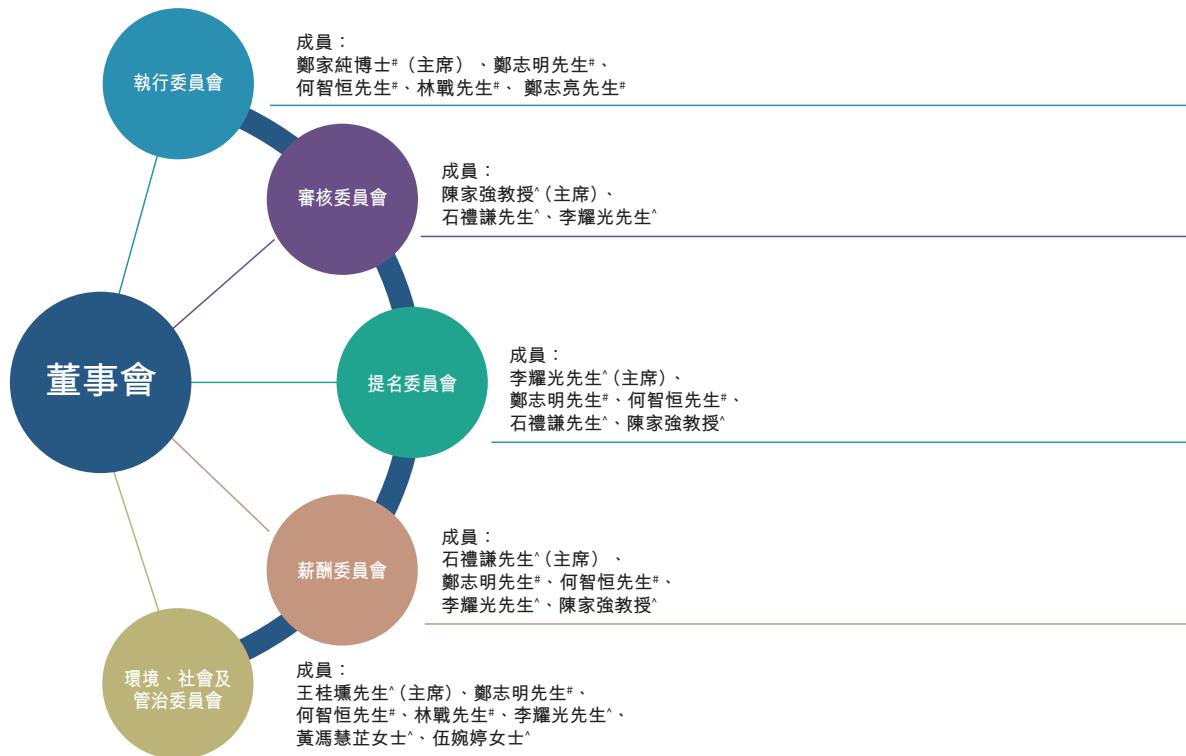 執行委員會
成員：
鄭家純博士#（主席）、鄭志明先生#、
何智恒先生#、林戰先生#、 鄭志亮先生#
審核委員會
成員：
陳家強教授^（主席）、
石禮謙先生^、李耀光先生^
董事會
提名委員會
成員：
李耀光先生^（主席）、
鄭志明先生#、何智恒先生#、
石禮謙先生^、陳家強教授^
薪酬委員會
成員：
石禮謙先生^（主席）、
鄭志明先生#、何智恒先生#、
李耀光先生^、陳家強教授^
環境、社會及
管治委員會
成員：
王桂壎先生^（主席）、鄭志明先生#、
何智恒先生#、林戰先生#、李耀光先生^、
黃馮慧芷女士^、伍婉婷女士^